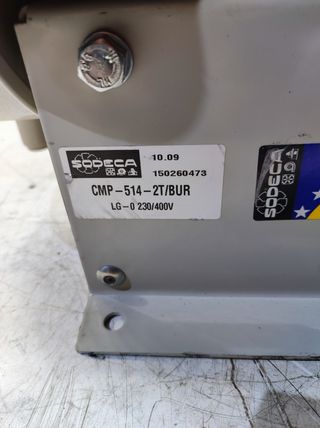 SODECA
10.09
150260473
CMP-514-2T/BUR
LG-0 230/400V
SODECA